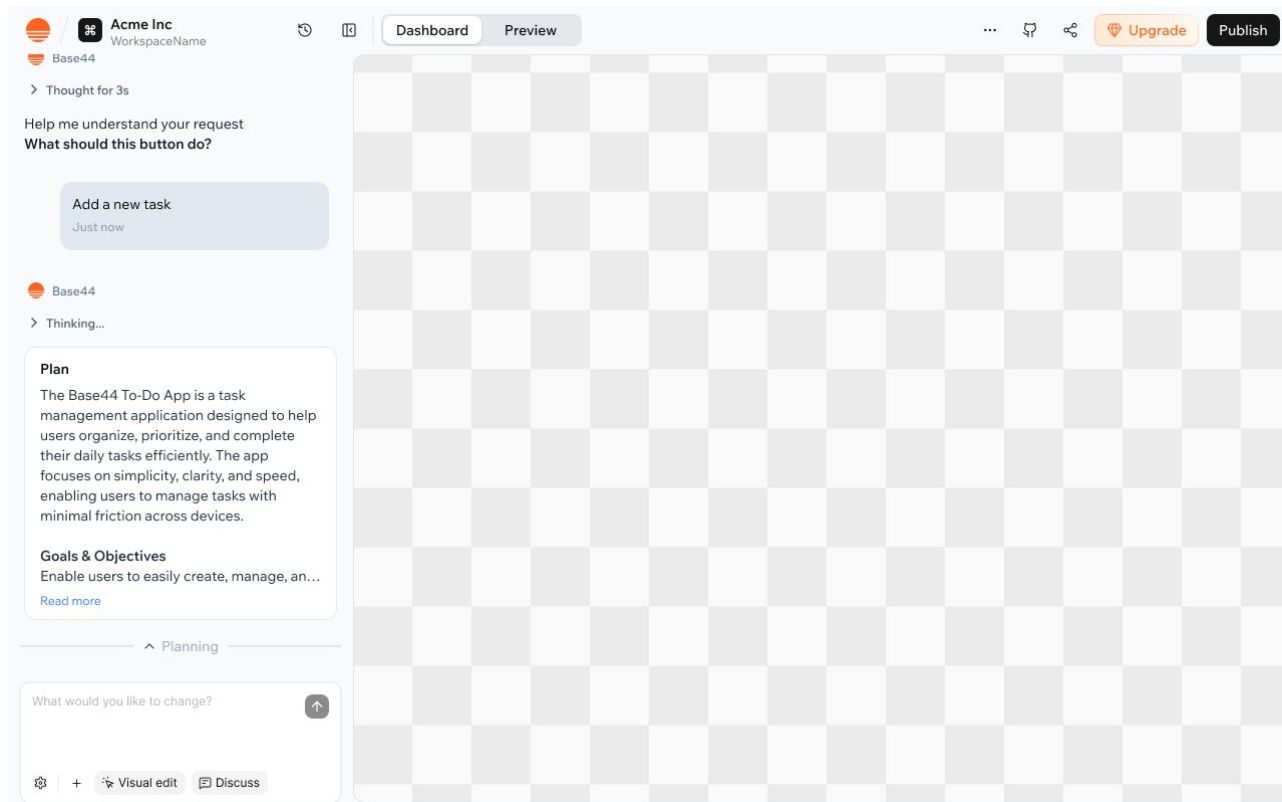 Acme Inc
WorkspaceName
Dashboard
Preview
Upgrade
Publish
Base44
Thought for 3s
Help me understand your request
What should this button do?
Add a new task
Just now
Base44
Thinking...
Plan
The Base44 To-Do App is a task
management application designed to help
users organize, prioritize, and complete
their daily tasks efficiently. The app
focuses on simplicity, clarity, and speed,
enabling users to manage tasks with
minimal friction across devices.
Goals & Objectives
Enable users to easily create, manage, an...
Read more
Planning
What would you like to change?
Visual edit
Discuss